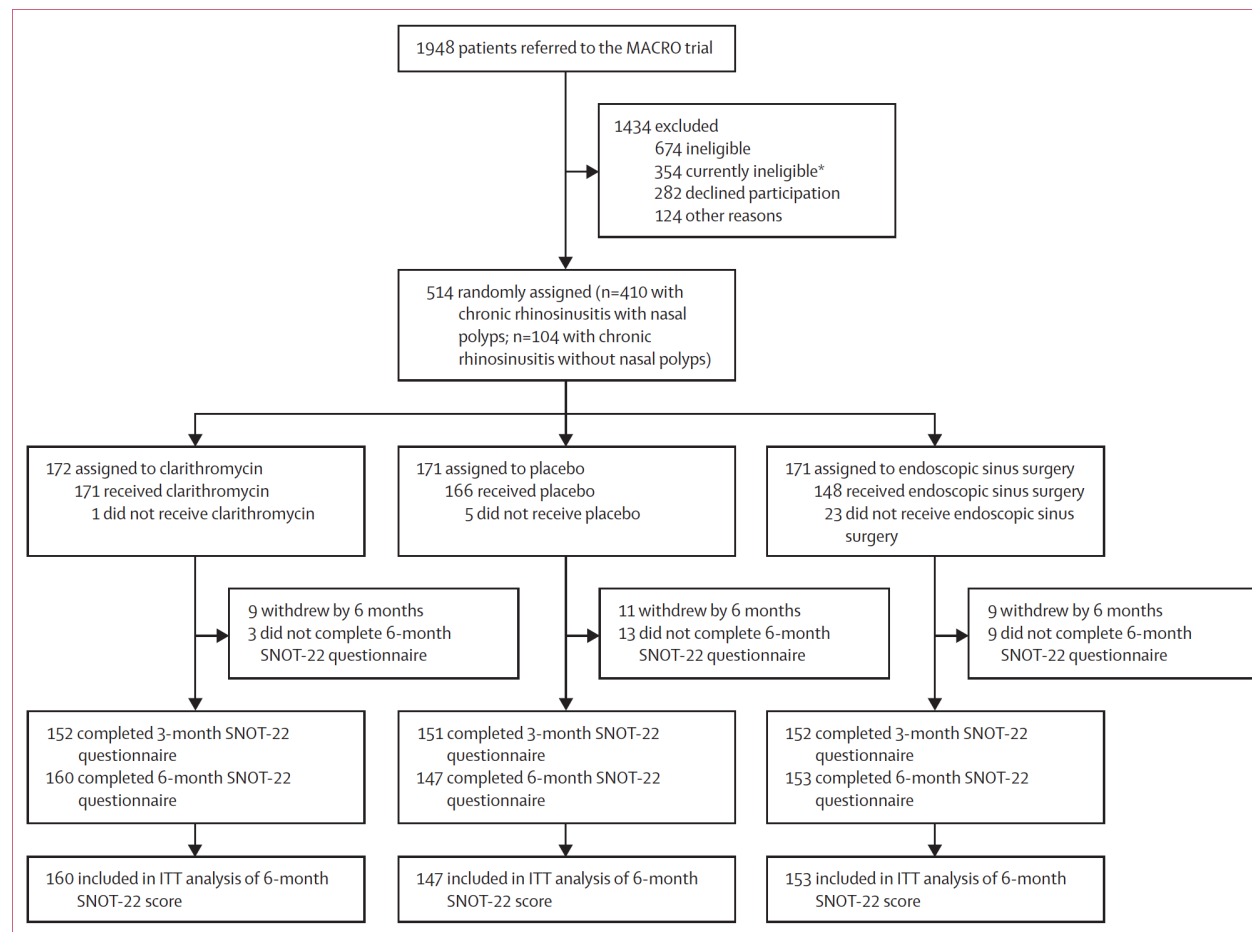 1948 patients referred to the MACRO trial
1434 excluded
674 ineligible
354 currently ineligible*
282 declined participation
124 other reasons
514 randomly assigned (n=410 with
chronic rhinosinusitis with nasal
polyps; n=104 with chronic
rhinosinusitis without nasal polyps)
172 assigned to clarithromycin
171 received clarithromycin
1 did not receive clarithromycin
171 assigned to placebo
166 received placebo
5 did not receive placebo
171 assigned to endoscopic sinus surgery
148 received endoscopic sinus surgery
23 did not receive endoscopic sinus
surgery
9 withdrew by 6 months
3 did not complete 6-month
SNOT-22 questionnaire
11 withdrew by 6 months
13 did not complete 6-month
SNOT-22 questionnaire
9 withdrew by 6 months
9 did not complete 6-month
SNOT-22 questionnaire
152 completed 3-month SNOT-22
questionnaire
160 completed 6-month SNOT-22
questionnaire
151 completed 3-month SNOT-22
questionnaire
147 completed 6-month SNOT-22
questionnaire
152 completed 3-month SNOT-22
questionnaire
153 completed 6-month SNOT-22
questionnaire
160 included in ITT analysis of 6-month
SNOT-22 score
147 included in ITT analysis of 6-month
SNOT-22 score
153 included in ITT analysis of 6-month
SNOT-22 score